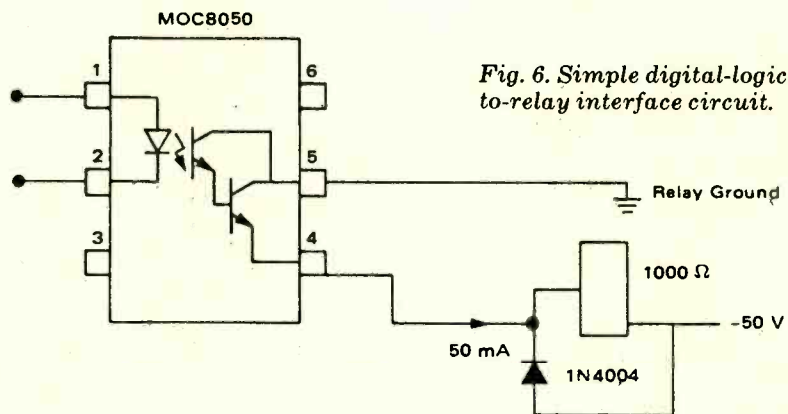 MOC8050
1
6
Fig. 6. Simple digital-logic
to-relay interface circuit.
2
5
Relay Ground
3
4
1000 Ω
-50 V
50 mA
1N4004